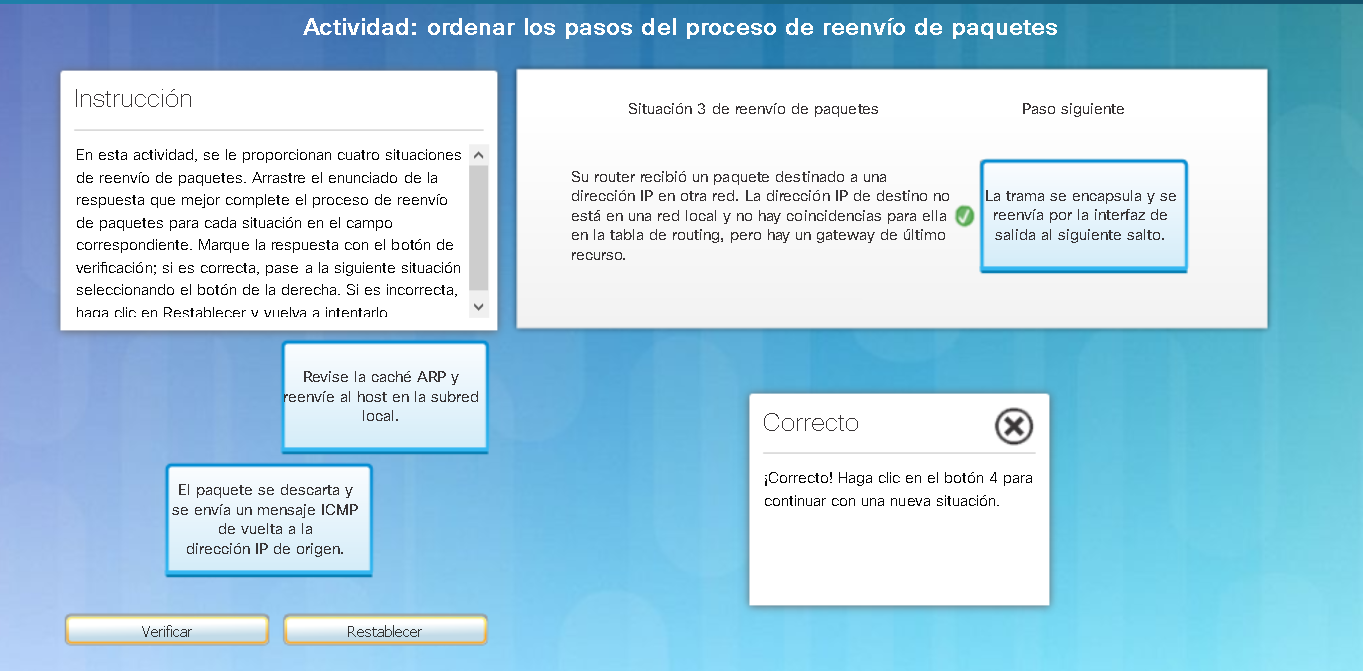 Actividad: ordenar los pasos del proceso de reenvío de paquetes
Instrucción
En esta actividad, se le proporcionan cuatro situaciones
de reenvío de paquetes. Arrastre el enunciado de la
respuesta que mejor complete el proceso de reenvío
de paquetes para cada situación en el campo
correspondiente. Marque la respuesta con el botón de
verificación; si es correcta, pase a la siguiente situación
seleccionando el botón de la derecha. Si es incorrecta,
haga clic en Restablecer y vuelva a intentarlo
Situación 3 de reenvío de paquetes
Paso siguiente
Su router recibió un paquete destinado a una
dirección IP en otra red. La dirección IP de destino no
está en una red local y no hay coincidencias para ella
en la tabla de routing, pero hay un gateway de último
recurso.
La trama se encapsula y se
reenvía por la interfaz de
salida al siguiente salto.
Revise la caché ARP y
reenvíe al host en la subred
local.
El paquete se descarta y
se envía un mensaje ICMP
de vuelta a la
dirección IP de origen.
Correcto
¡Correcto! Haga clic en el botón 4 para
continuar con una nueva situación.
Verificar
Restablecer